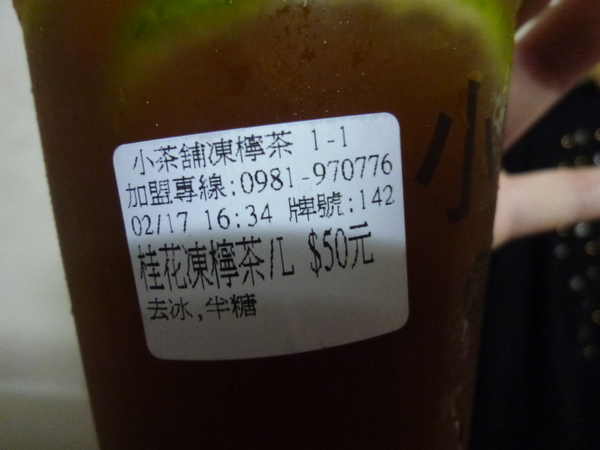 小茶舖凍檸茶 1-1
加盟專線:0981-970776
02/17 16:34 牌號:142
桂花凍檸茶/L $50元
去冰,半糖
小